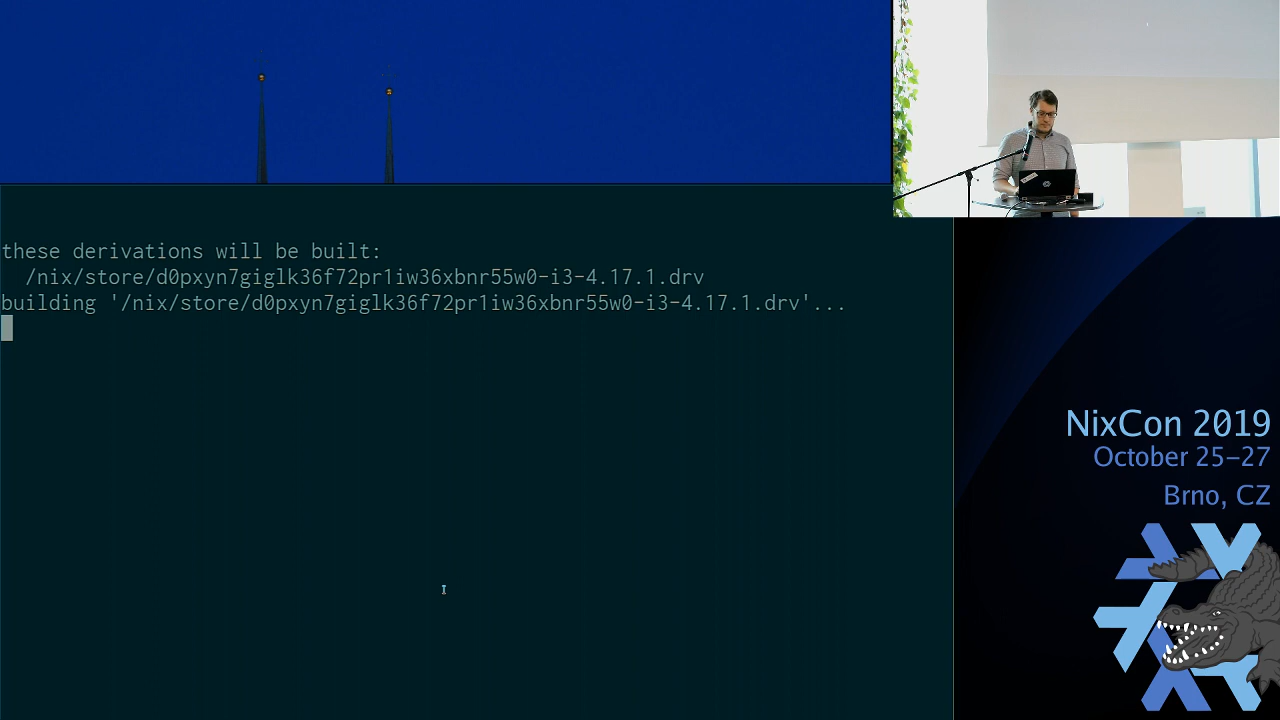 these derivations will be built:
/nix/store/d0pxyn7giglk36f72pr1iw36xbnr55w0-i3-4.17.1.drv
building '/nix/store/d0pxyn7giglk36f72pr1iw36xbnr55w0-i3-4.17.1.drv'...
NixCon 2019
October 25-27
Brno, CZ